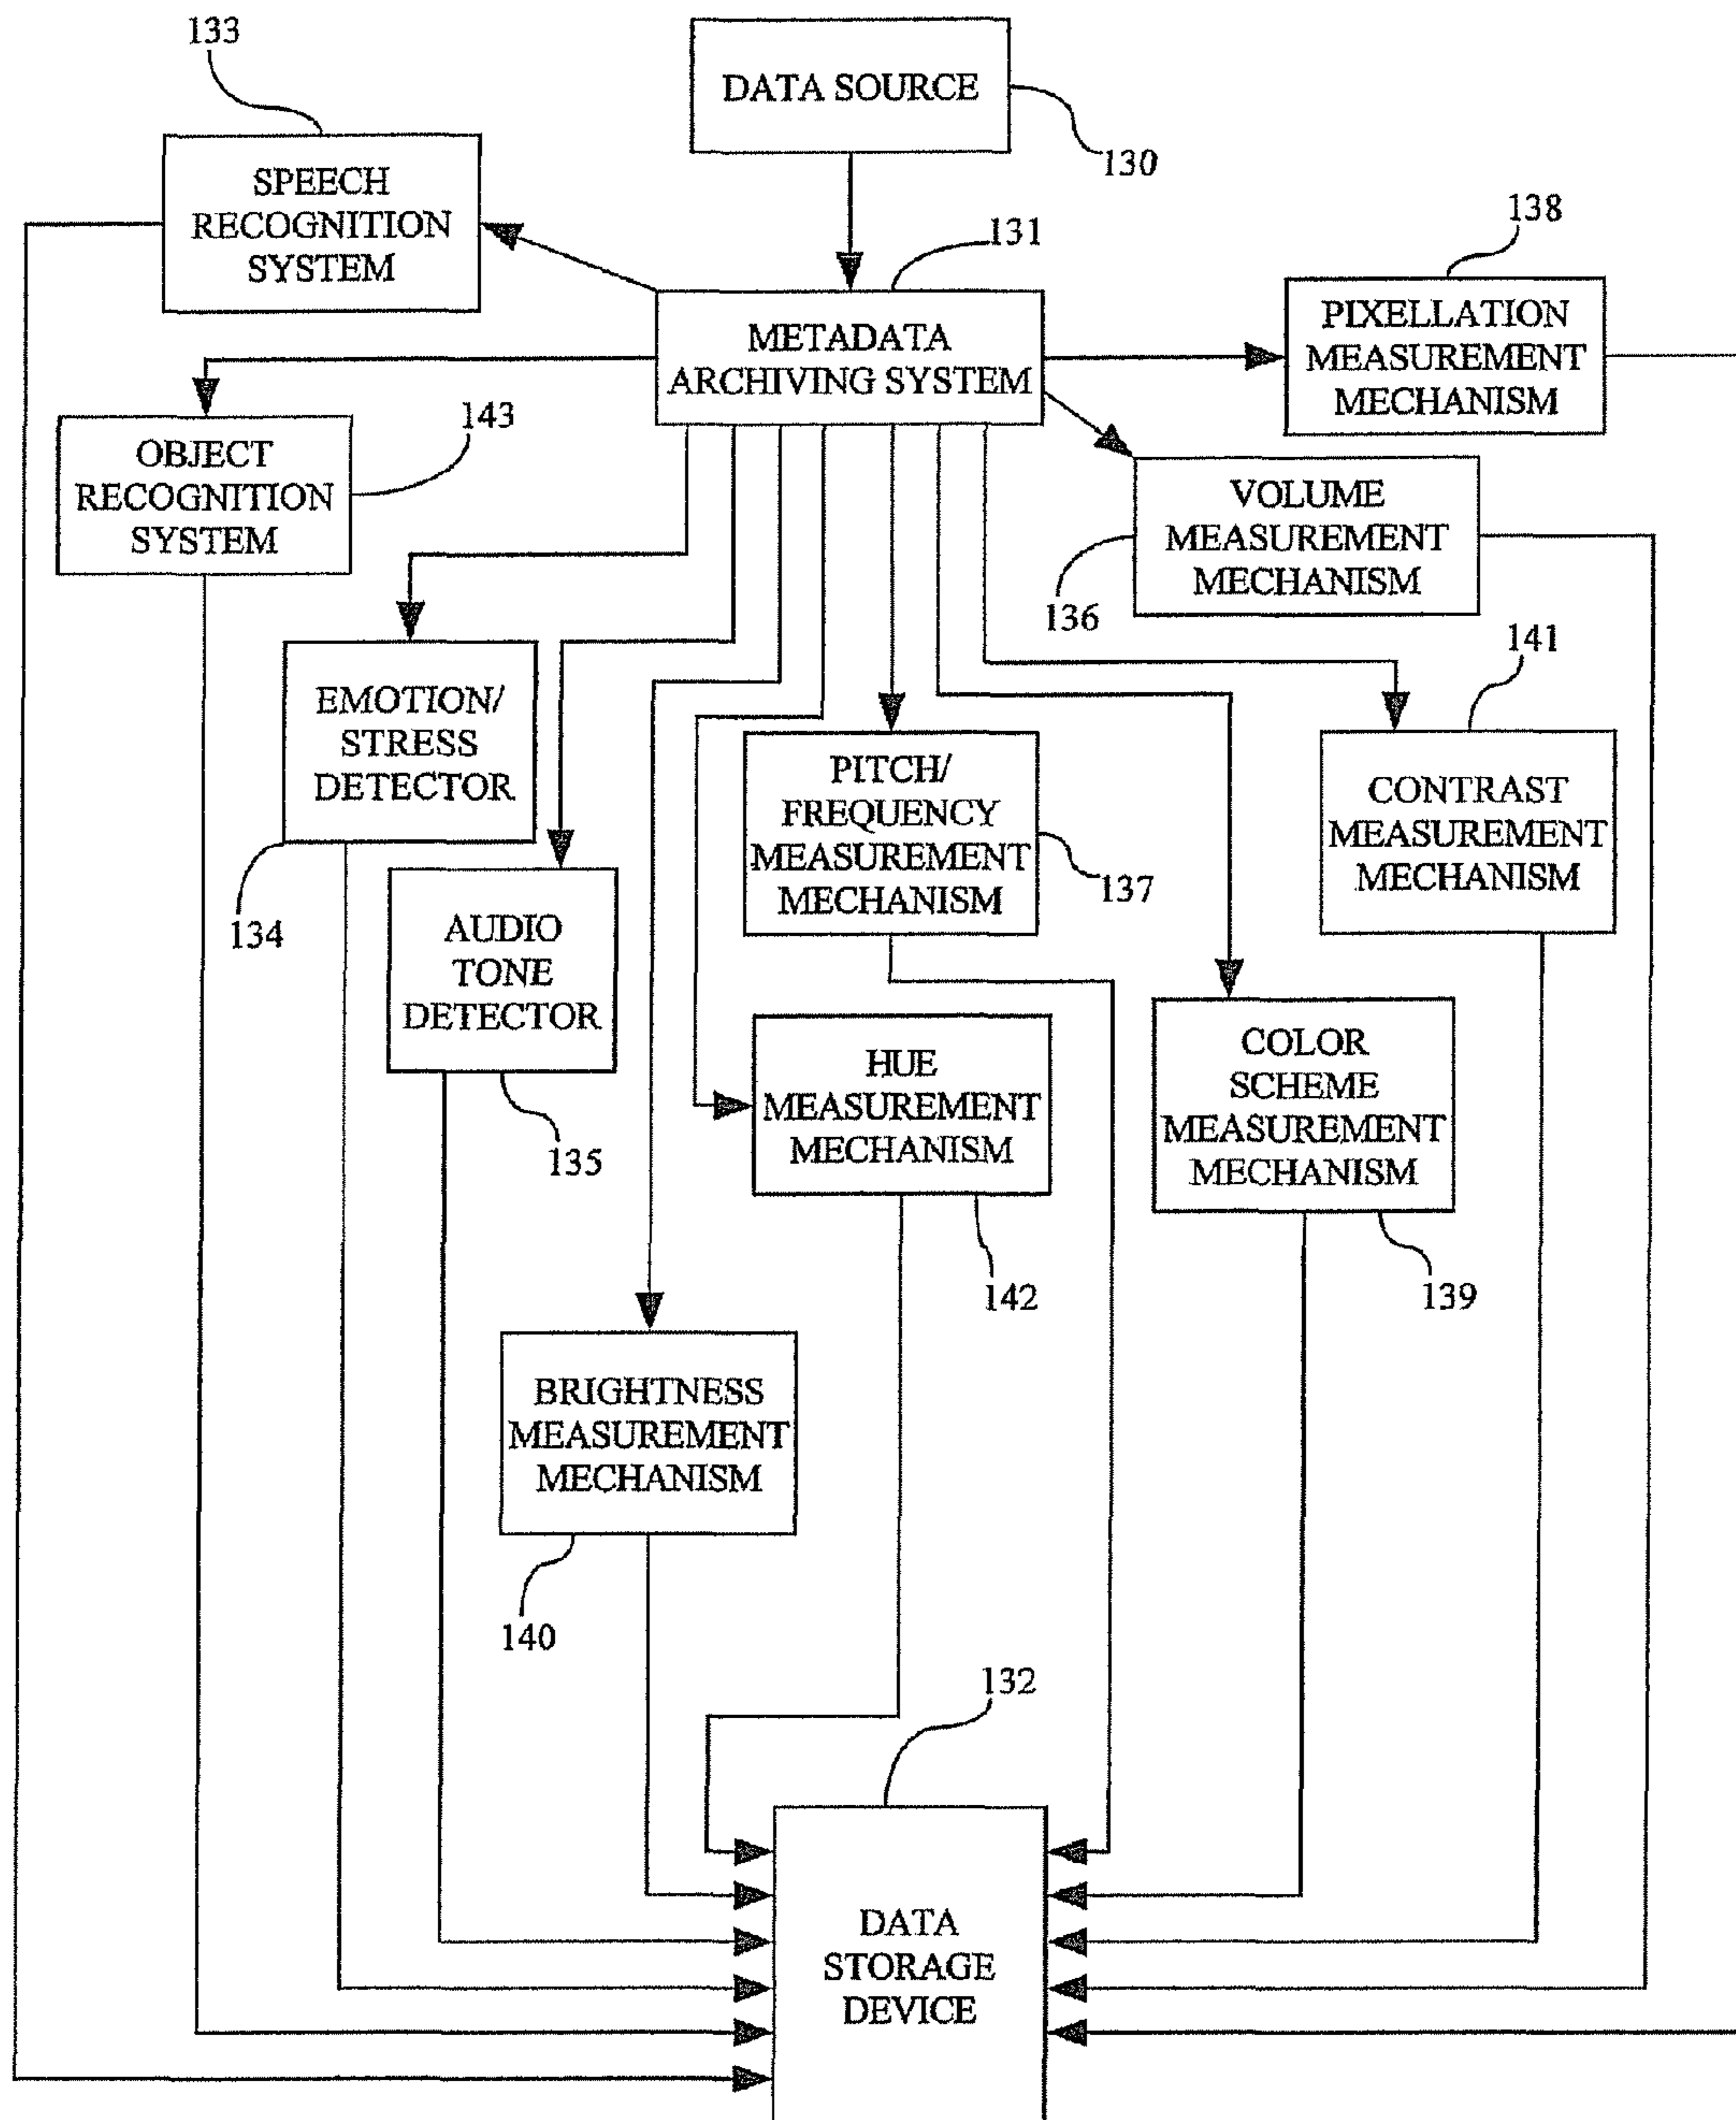 133
DATA SOURCE
130
SPEECH
RECOGNITION
SYSTEM
131
138
METADATA
ARCHIVING SYSTEM
PIXELLATION
MEASUREMENT
MECHANISM
143
OBJECT
RECOGNITION
SYSTEM
VOLUME
MEASUREMENT
MECHANISM
136
141
EMOTION/
STRESS
DETECTOR
134
PITCH/
FREQUENCY
MEASUREMENT
MECHANISM
137
CONTRAST
MEASUREMENT
MECHANISM
AUDIO
TONE
DETECTOR
135
HUE
MEASUREMENT
MECHANISM
142
COLOR
SCHEME
MEASUREMENT
MECHANISM
139
BRIGHTNESS
MEASUREMENT
MECHANISM
140
132
DATA
STORAGE
DEVICE